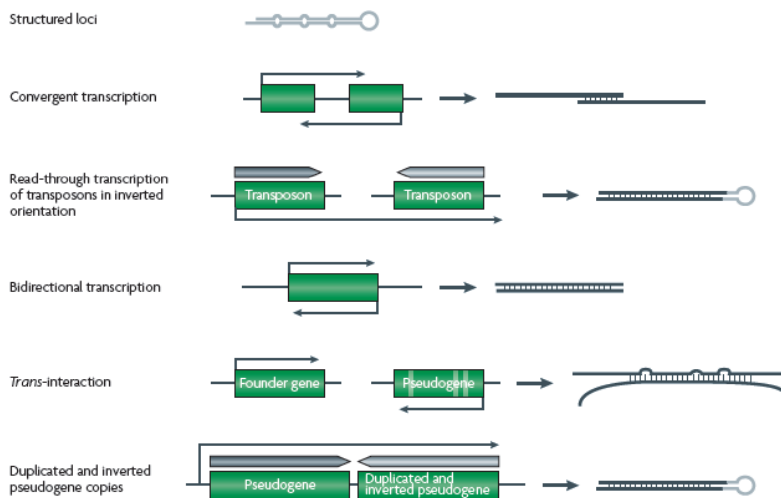 Structured loci
Convergent transcription
Read-through transcription
of transposons in inverted
orientation
Transposon
Transposon
Bidirectional transcription
Trans-interaction
Founder gene
Pseudogene
Duplicated and inverted
pseudogene copies
Pseudogene
Duplicated and
inverted pseudogene